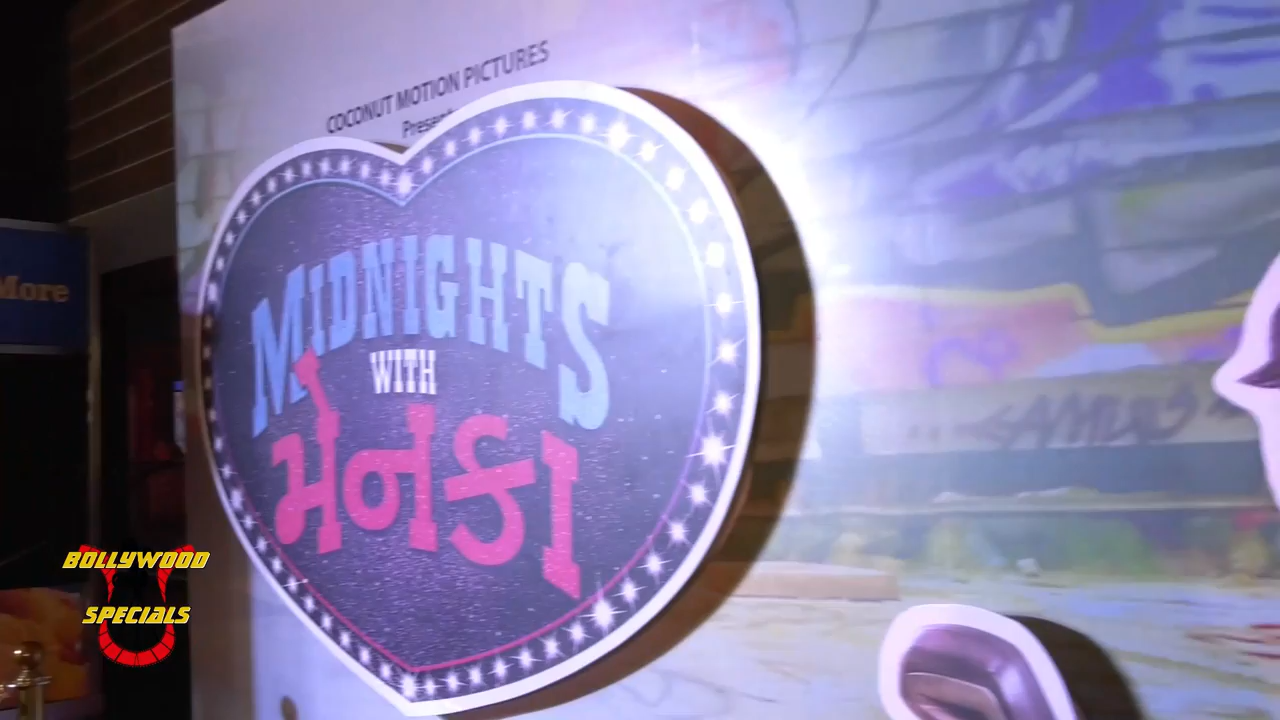 COCONUT MOTION PICTURES
MIDNIGHTS
WITH
મેનકા
More
BOLLYWOOD
SPECIALS